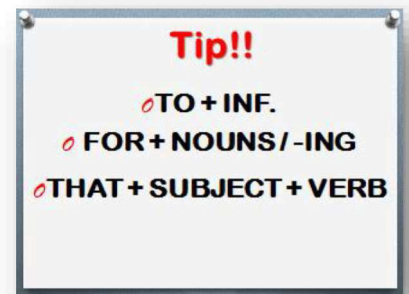 Tip!!
TO + INF.
FOR + NOUNS / -ING
THAT + SUBJECT + VERB